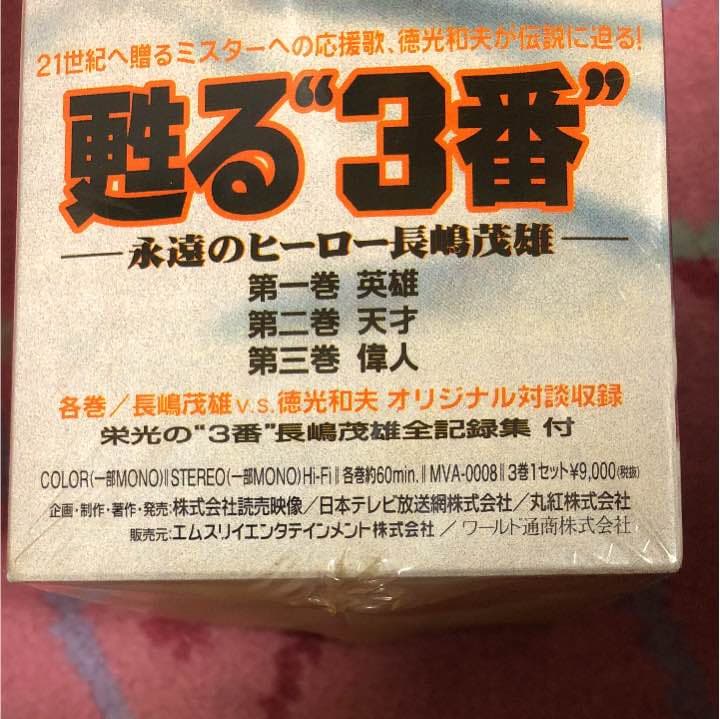 21世紀へ贈るミスターへの応援歌、徳光和夫が伝説に迫る!
甦る“3番”
—永遠のヒーロー長嶋茂雄—
第一巻 英雄
第二巻 天才
第三巻 偉人
各巻/長嶋茂雄v.s.徳光和夫 オリジナル対談収録
栄光の“3番”長嶋茂雄全記録集 付
COLOR(一部MONO)‖STEREO(一部MONO)Hi-Fi‖各巻約60min.‖MVA-0008‖3巻1セット¥9,000(税抜)
企画・制作・著作・発売:株式会社読売映像/日本テレビ放送網株式会社/丸紅株式会社
販売元:エムスリイエンタテインメント株式会社/ワールド通商株式会社